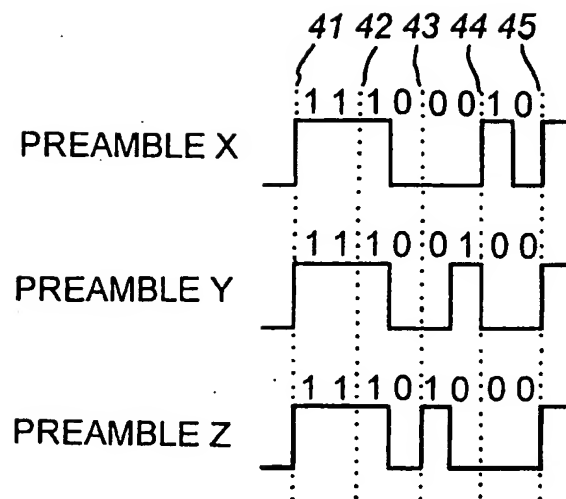 41 42 43 44 45
1 1 1 0 0 0 1 0
PREAMBLE X
1 1 1 0 0 1 0 0
PREAMBLE Y
1 1 1 0 1 0 0 0
PREAMBLE Z